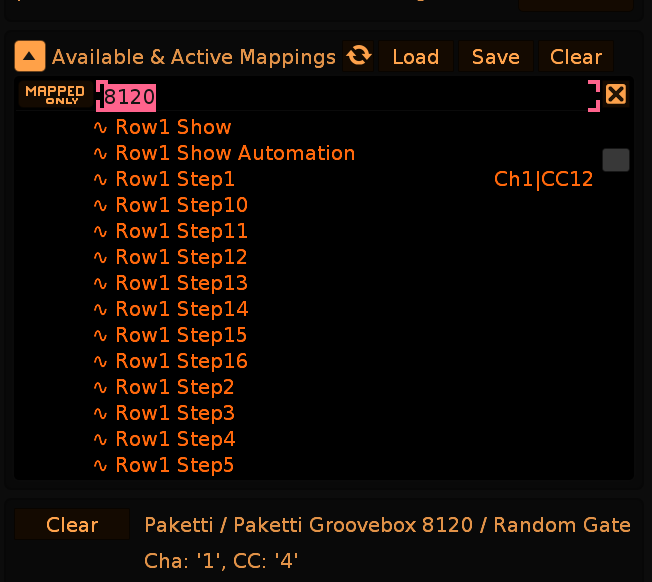 Available & Active Mappings Load Save Clear
MAPPED ONLY 8120
Row1 Show
Row1 Show Automation
Row1 Step1 Ch1|CC12
Row1 Step10
Row1 Step11
Row1 Step12
Row1 Step13
Row1 Step14
Row1 Step15
Row1 Step16
Row1 Step2
Row1 Step3
Row1 Step4
Row1 Step5
Clear Paketti / Paketti Groovebox 8120 / Random Gate
Cha: '1', CC: '4'